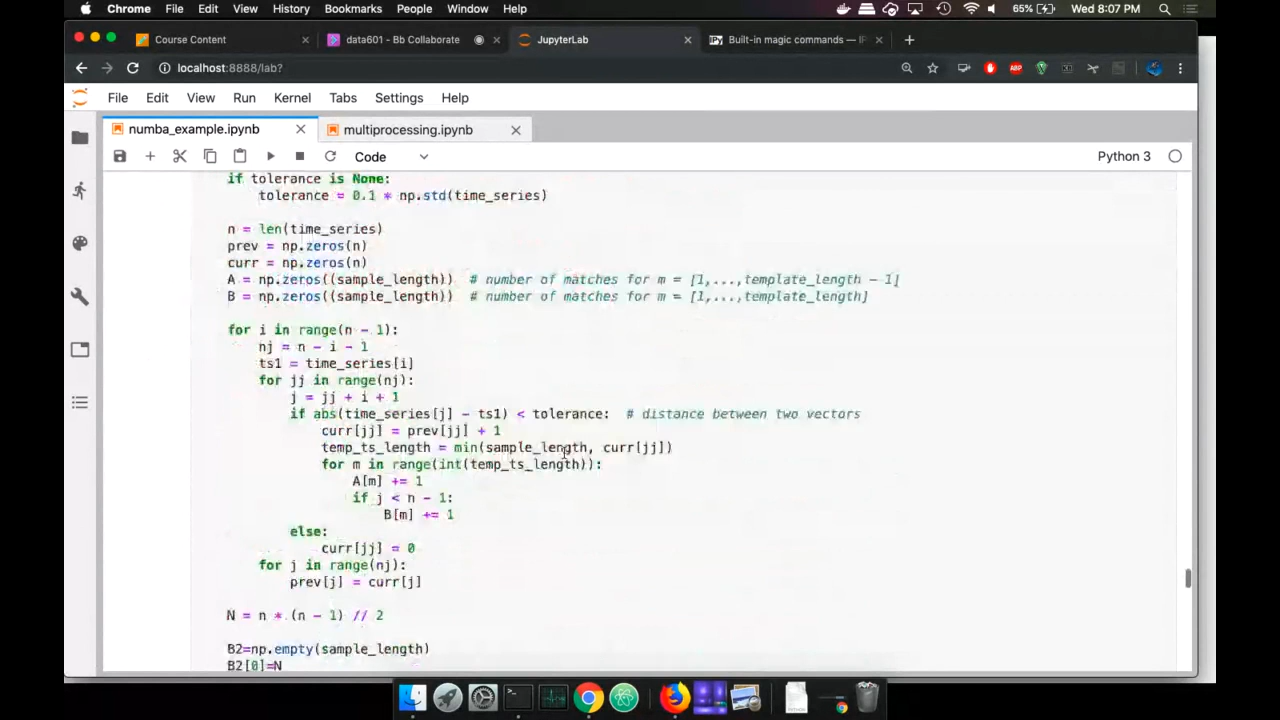 Chrome File Edit View History Bookmarks People Window Help 65% Wed 8:07 PM
Course Content data601 - Bb Collaborate JupyterLab Built-in magic commands — I
localhost:8888/lab?
File Edit View Run Kernel Tabs Settings Help
numba_example.ipynb multiprocessing.ipynb
Code Python 3
if tolerance is None:
tolerance = 0.1 * np.std(time_series)
n = len(time_series)
prev = np.zeros(n)
curr = np.zeros(n)
A = np.zeros((sample_length)) # number of matches for m = [1,...,template_length - 1]
B = np.zeros((sample_length)) # number of matches for m = [1,...,template_length]
for i in range(n - 1):
nj = n - i - 1
ts1 = time_series[i]
for jj in range(nj):
j = jj + i + 1
if abs(time_series[j] - ts1) < tolerance: # distance between two vectors
curr[jj] = prev[jj] + 1
temp_ts_length = min(sample_length, curr[jj])
for m in range(int(temp_ts_length)):
A[m] += 1
if j < n - 1:
B[m] += 1
else:
curr[jj] = 0
for j in range(nj):
prev[j] = curr[j]
N = n * (n - 1) // 2
B2=np.empty(sample_length)
B2[0]=N